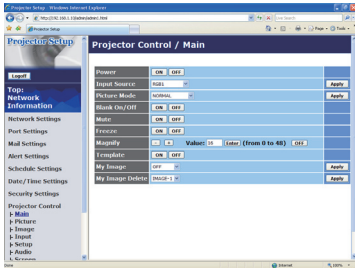 Projector Setup - Windows Internet Explorer
Projector Setup
Projector Setup
Projector Control / Main
Logoff
Top:
Network
Information
Network Settings
Port Settings
Mail Settings
Alert Settings
Schedule Settings
Date/Time Settings
Security Settings
Projector Control
Main
Picture
Image
Input
Setup
Audio
Screen
Power ON OFF
Input Source RGB1 Apply
Picture Mode NORMAL Apply
Blank On/Off ON OFF
Mute ON OFF
Freeze ON OFF
Magnify - + Value: Enter (from 0 to 48) OFF
Template ON OFF
My Image OFF Apply
My Image Delete IMAGE-1 Apply
Done
Internet
100%